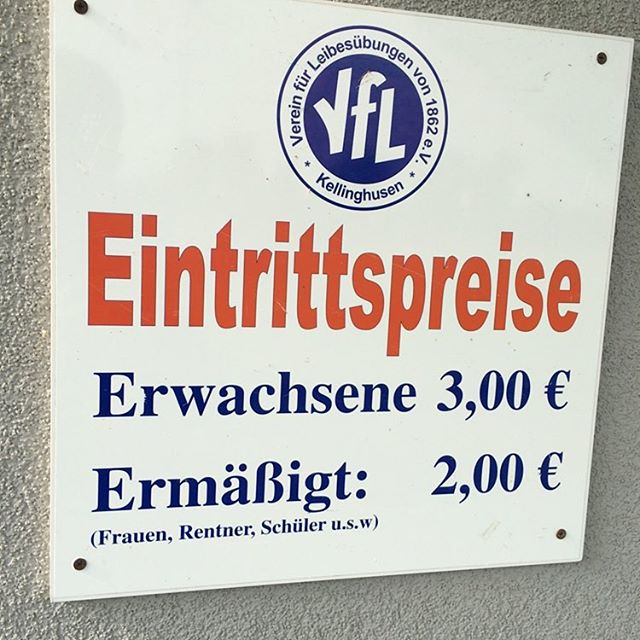 Verein für Leibesübungen von 1862 e.V.
VfL
* Kellinghusen *
Eintrittspreise
Erwachsene 3,00 €
Ermäßigt: 2,00 €
(Frauen, Rentner, Schüler u.s.w)